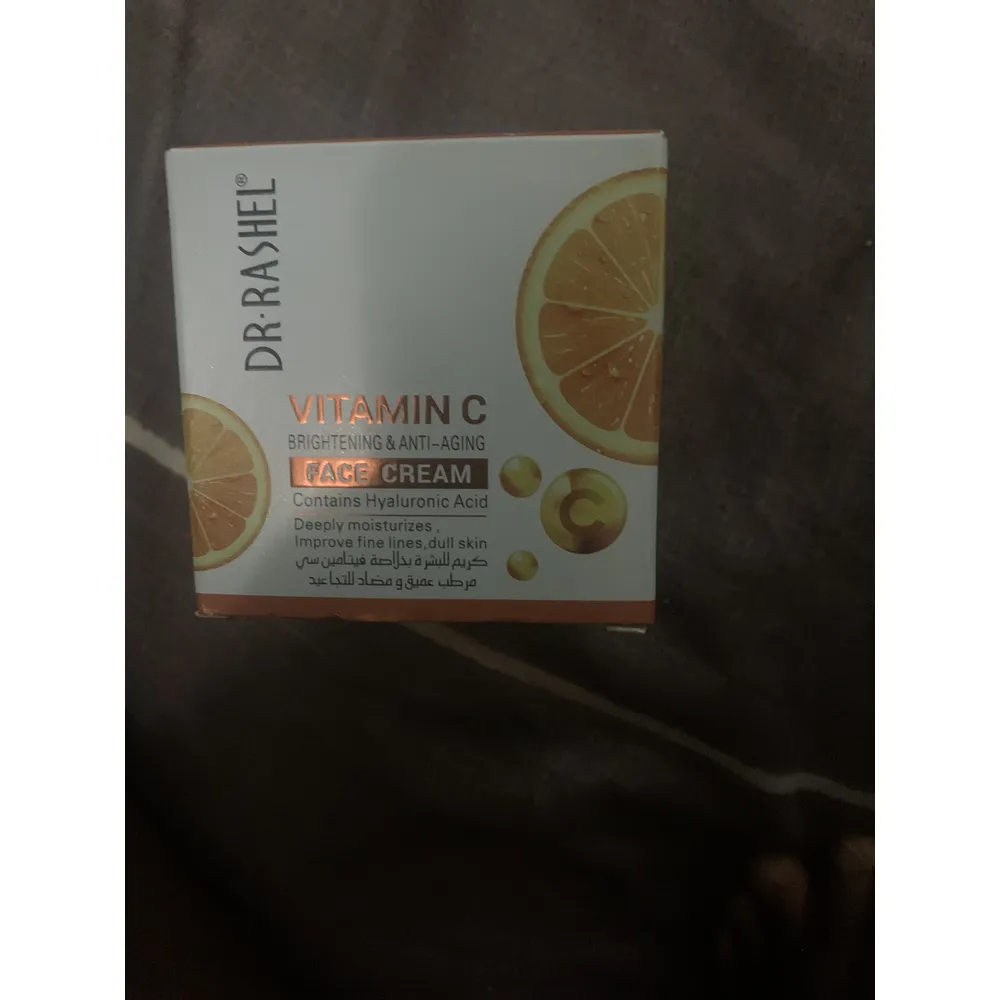 DR·RASHEL®
VITAMIN C
BRIGHTENING & ANTI-AGING
FACE CREAM
Contains Hyaluronic Acid
Deeply moisturizes ,
Improve fine lines, dull skin
كريم للبشرة بخلاصة فيتامين سي
مرطب عميق و مضاد للتجاعيد
C